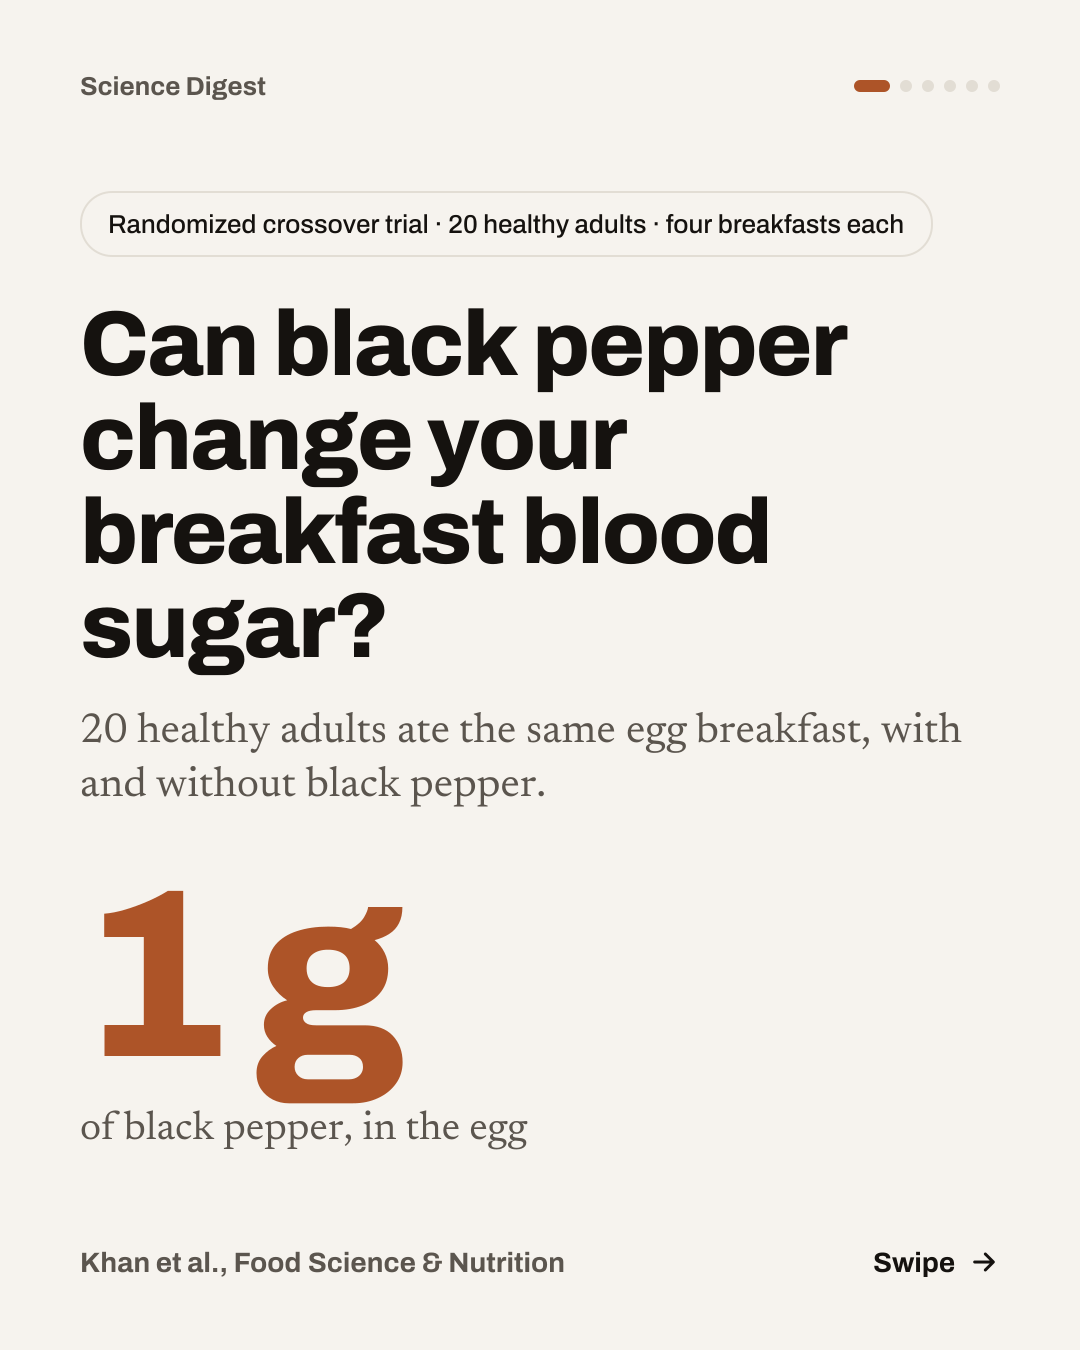 Science Digest
Randomized crossover trial · 20 healthy adults · four breakfasts each
Can black pepper
change your
breakfast blood
sugar?
20 healthy adults ate the same egg breakfast, with
and without black pepper.
1 g
of black pepper, in the egg
Khan et al., Food Science & Nutrition
Swipe →